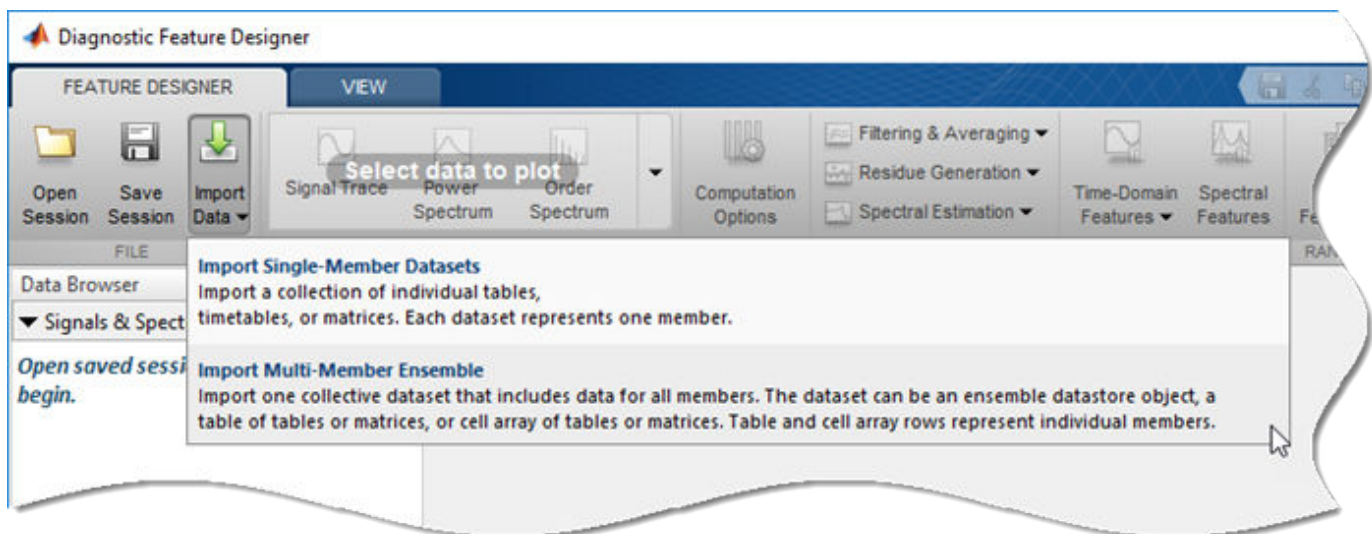 Diagnostic Feature Designer
FEATURE DESIGNER
VIEW
Open
Session
Save
Session
Import
Data
Select data to plot
Signal Trace
Power
Spectrum
Order
Spectrum
Computation
Options
Filtering & Averaging
Residue Generation
Spectral Estimation
Time-Domain
Features
Spectral
Features
FILE
Data Browser
Signals & Spect
Open saved sessi
begin.
Import Single-Member Datasets
Import a collection of individual tables,
timetables, or matrices. Each dataset represents one member.
Import Multi-Member Ensemble
Import one collective dataset that includes data for all members. The dataset can be an ensemble datastore object, a
table of tables or matrices, or cell array of tables or matrices. Table and cell array rows represent individual members.